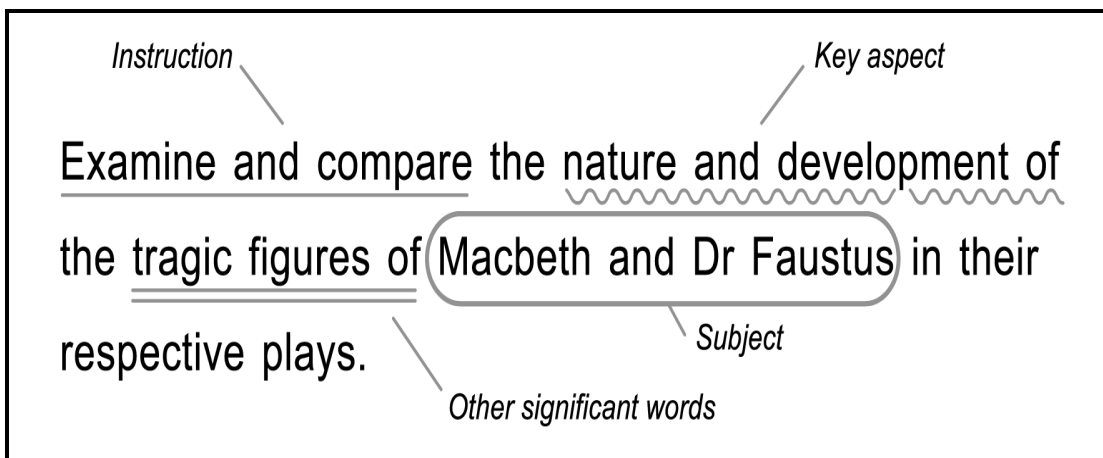 Instruction
Key aspect
Examine and compare the nature and development of
the tragic figures of Macbeth and Dr Faustus in their
Subject
respective plays.
Other significant words